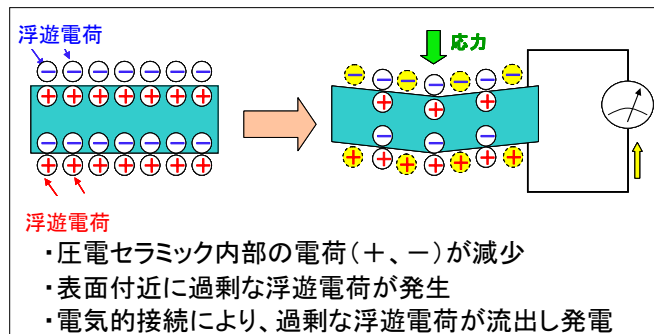 浮遊電荷
応力
浮遊電荷
・圧電セラミック内部の電荷(＋、－)が減少
・表面付近に過剰な浮遊電荷が発生
・電気的接続により、過剰な浮遊電荷が流出し発電